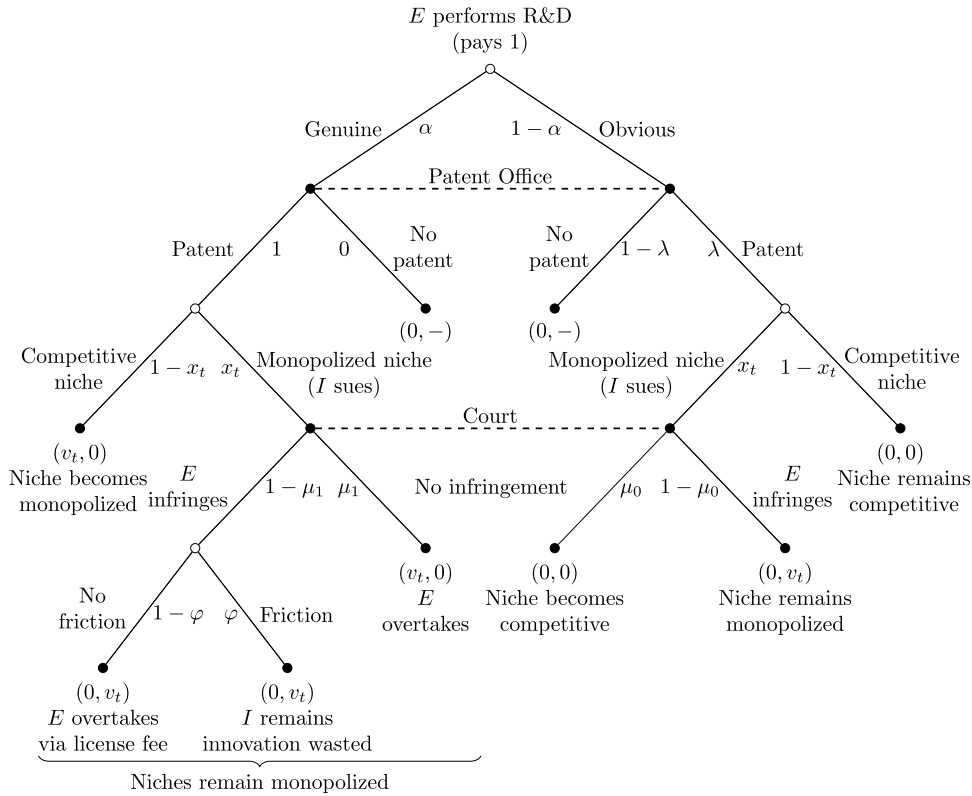 E performs R&D
(pays 1)
Genuine
α
1 − α
Obvious
Patent Office
Patent
1
0
No
patent
No
patent
1 − λ
λ
Patent
(0, −)
(0, −)
Competitive
niche
1 − x_t
x_t
Monopolized niche
(I sues)
Monopolized niche
(I sues)
x_t
1 − x_t
Competitive
niche
Court
(v_t, 0)
Niche becomes
monopolized
E
infringes
1 − μ₁
μ₁
No infringement
μ₀
1 − μ₀
E
infringes
(0, 0)
Niche remains
competitive
(v_t, 0)
E
overtakes
(0, 0)
Niche becomes
competitive
(0, v_t)
Niche remains
monopolized
No
friction
1 − φ
φ
Friction
(0, v_t)
E overtakes
via license fee
(0, v_t)
I remains
innovation wasted
Niches remain monopolized